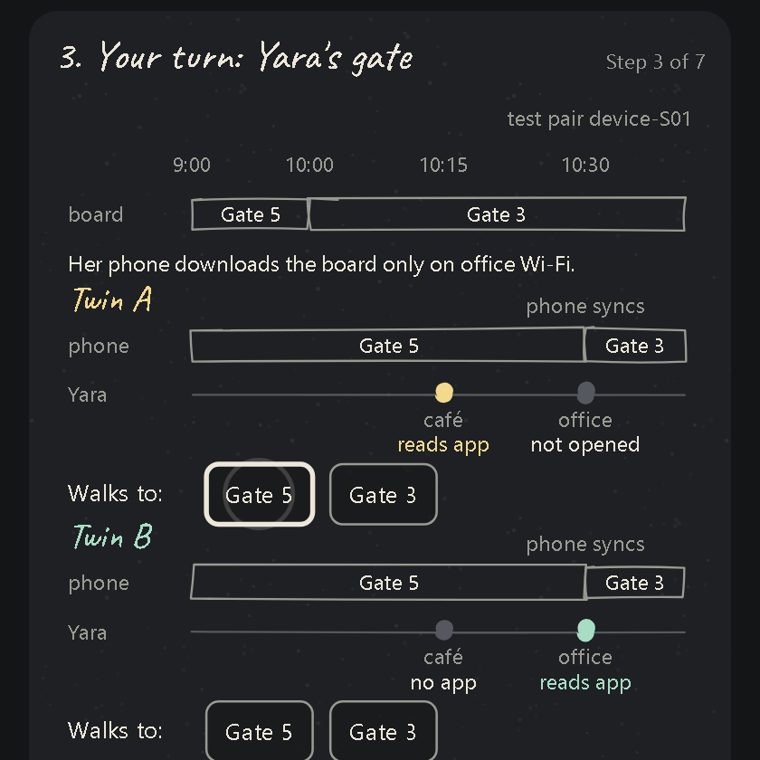 3. Your turn: Yara's gate
Step 3 of 7
test pair device-S01
9:00 10:00 10:15 10:30
board Gate 5 Gate 3
Her phone downloads the board only on office Wi-Fi.
Twin A
phone syncs
phone Gate 5 Gate 3
Yara
café office
reads app not opened
Walks to: Gate 5 Gate 3
Twin B
phone syncs
phone Gate 5 Gate 3
Yara
café office
no app reads app
Walks to: Gate 5 Gate 3